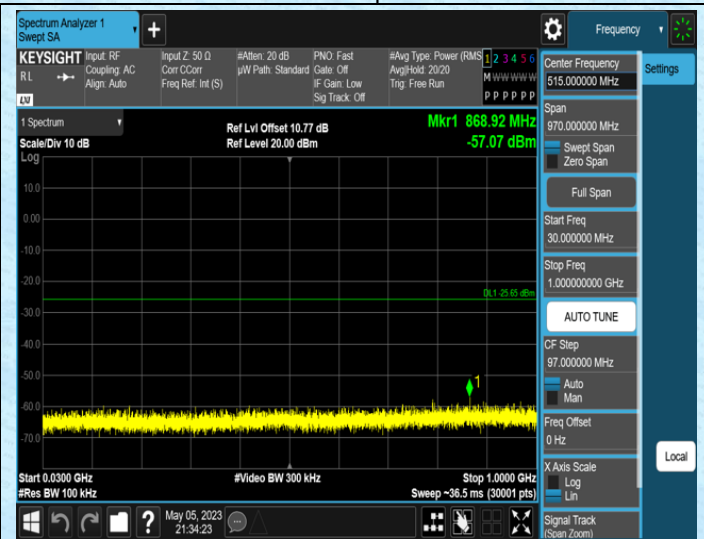 Spectrum Analyzer 1
Swept SA
+
Frequency
KEYSIGHT
RL
LXI
Input: RF
Coupling: AC
Align: Auto
Input Z: 50 Ω
Corr CCorr
Freq Ref: Int (S)
#Atten: 20 dB
µW Path: Standard
PNO: Fast
Gate: Off
IF Gain: Low
Sig Track: Off
#Avg Type: Power (RMS
Avg|Hold: 20/20
Trig: Free Run
1 2 3 4 5 6
M W W W W W
P P P P P P
1 Spectrum
Scale/Div 10 dB
Log
Ref Lvl Offset 10.77 dB
Ref Level 20.00 dBm
Mkr1 868.92 MHz
-57.07 dBm
10.0
0.00
-10.0
-20.0
DL1 -25.65 dBm
-30.0
-40.0
-50.0
1
-60.0
-70.0
Start 0.0300 GHz
#Res BW 100 kHz
#Video BW 300 kHz
Stop 1.0000 GHz
Sweep ~36.5 ms (30001 pts)
?
May 05, 2023
21:34:23
Center Frequency
515.000000 MHz
Settings
Span
970.000000 MHz
Swept Span
Zero Span
Full Span
Start Freq
30.000000 MHz
Stop Freq
1.000000000 GHz
AUTO TUNE
CF Step
97.000000 MHz
Auto
Man
Freq Offset
0 Hz
Local
X Axis Scale
Log
Lin
Signal Track
(Span Zoom)